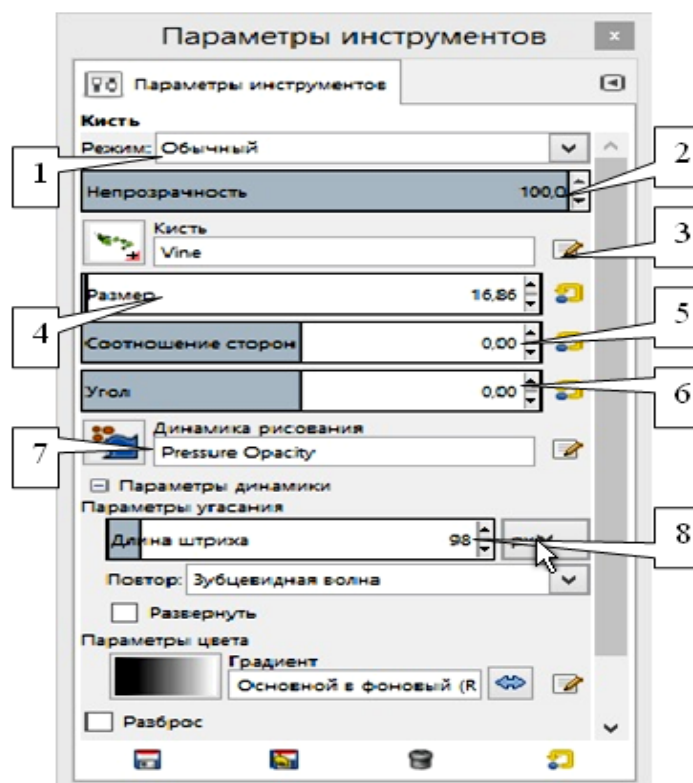 Параметры инструментов
Параметры инструментов
Кисть
Режим: Обычный
1
2
Непрозрачность 100,0
Кисть
3
Vine
Размер 16,86
4
5
Соотношение сторон 0,00
Угол 0,00
6
Динамика рисования
7
Pressure Opacity
Параметры динамики
Параметры угасания
8
Длина штриха 98
Повтор: Зубцевидная волна
Развернуть
Параметры цвета
Градиент
Основной в фоновый (R
Разброс